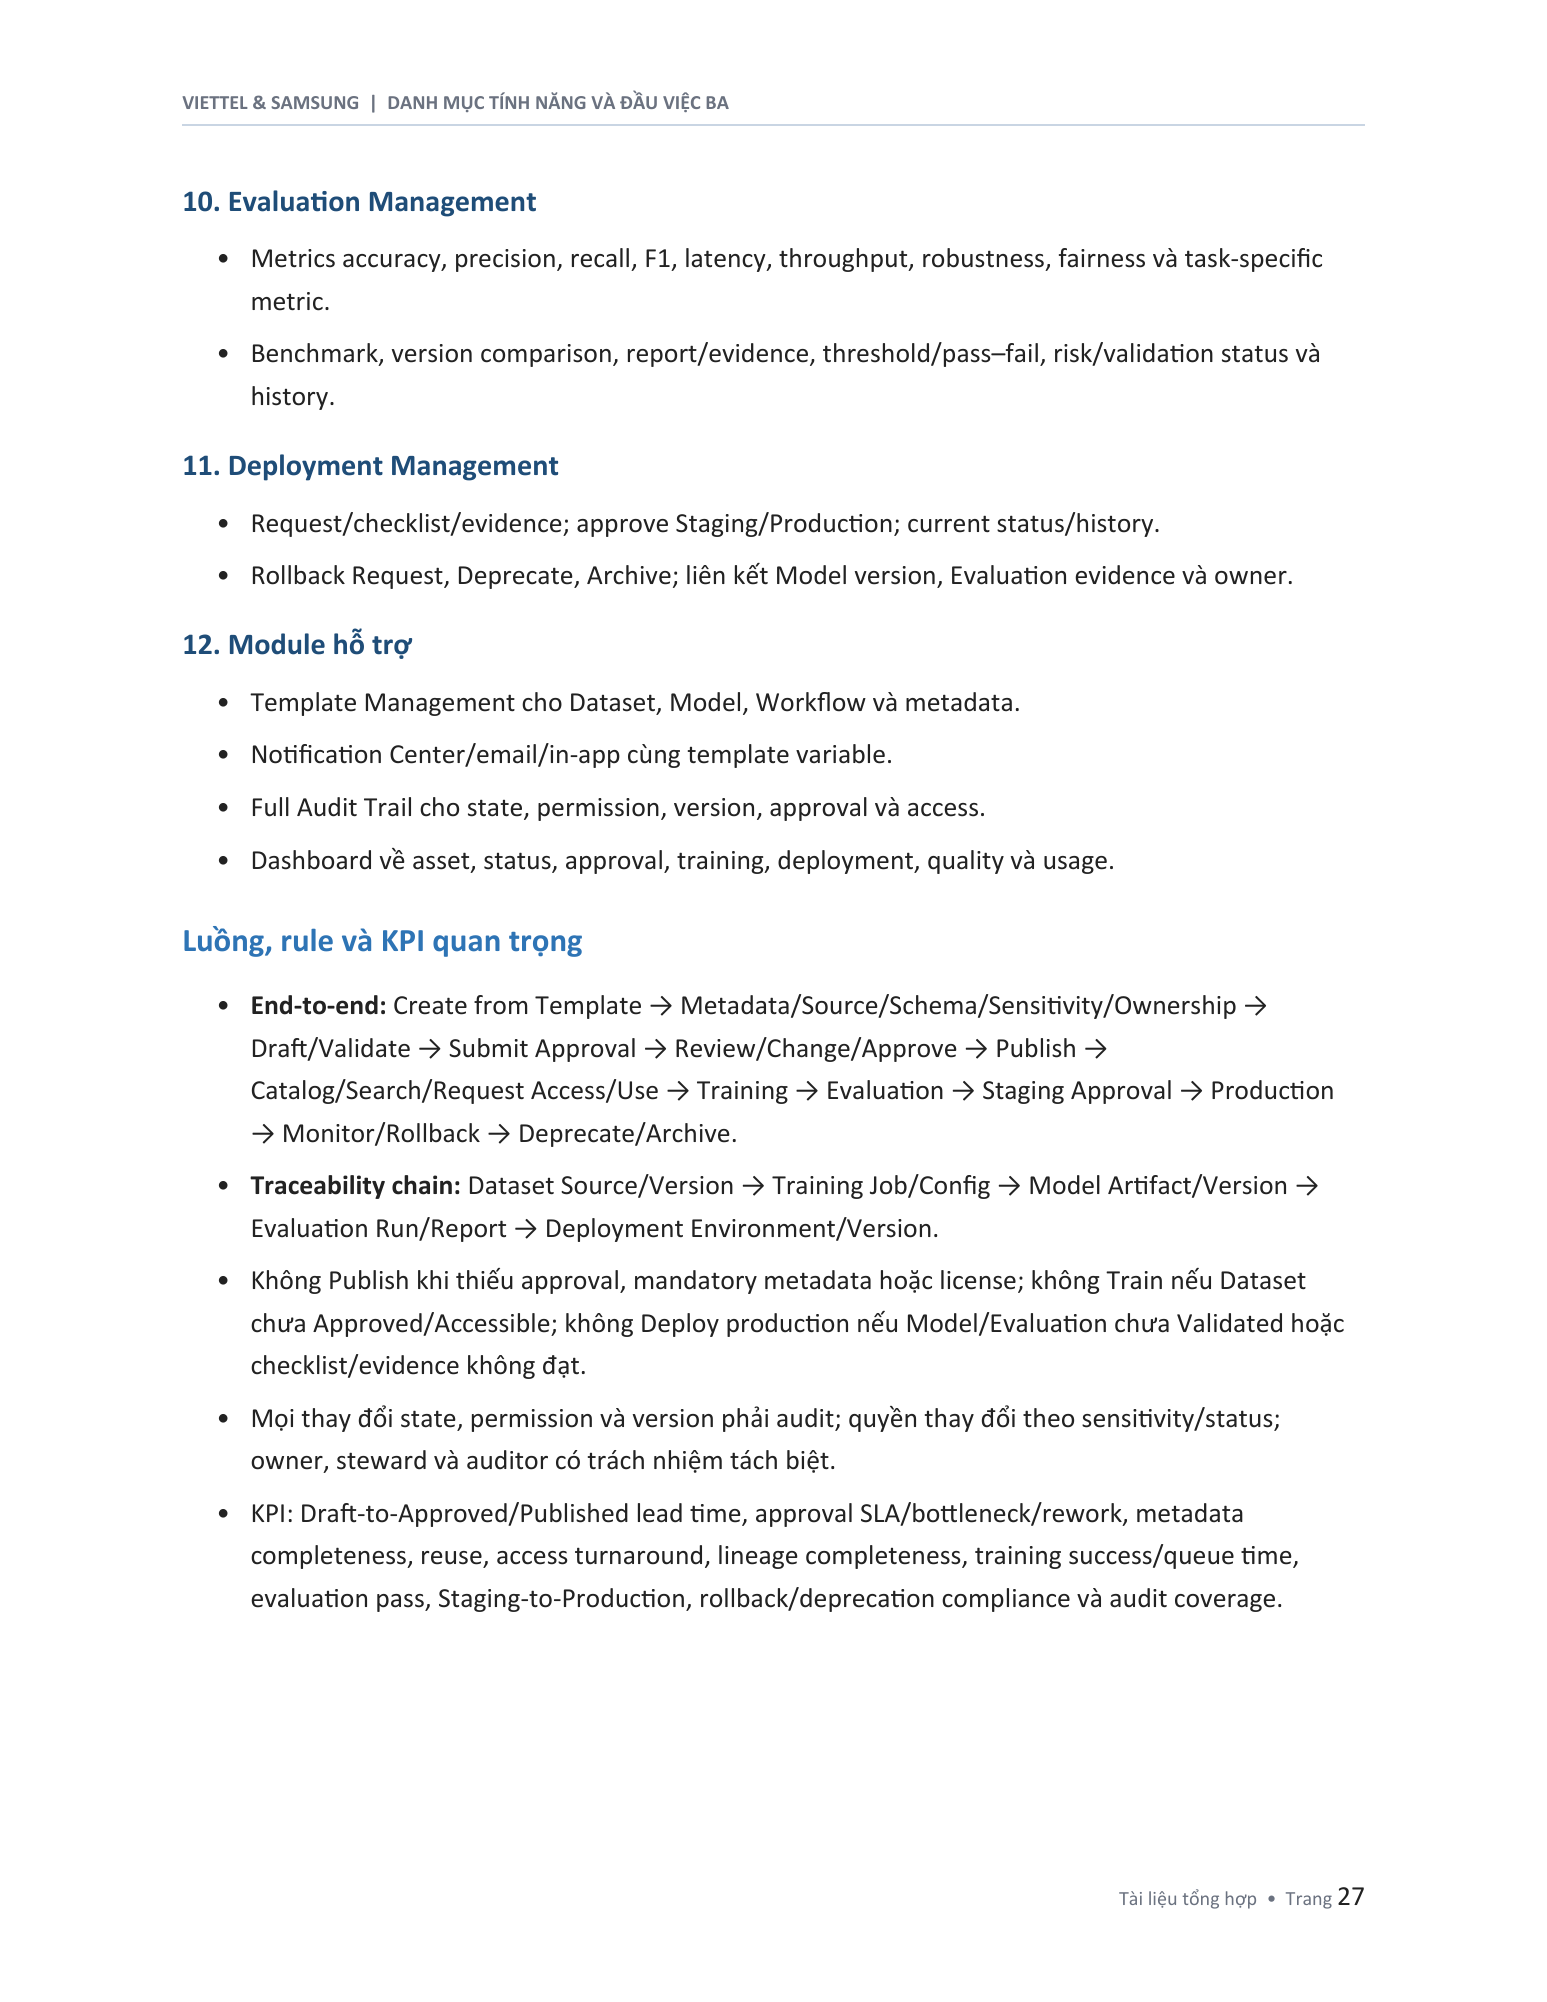 VIETTEL & SAMSUNG | DANH MỤC TÍNH NĂNG VÀ ĐẦU VIỆC BA
10. Evaluation Management
• Metrics accuracy, precision, recall, F1, latency, throughput, robustness, fairness và task-specific
metric.
• Benchmark, version comparison, report/evidence, threshold/pass–fail, risk/validation status và
history.
11. Deployment Management
• Request/checklist/evidence; approve Staging/Production; current status/history.
• Rollback Request, Deprecate, Archive; liên kết Model version, Evaluation evidence và owner.
12. Module hỗ trợ
• Template Management cho Dataset, Model, Workflow và metadata.
• Notification Center/email/in-app cùng template variable.
• Full Audit Trail cho state, permission, version, approval và access.
• Dashboard về asset, status, approval, training, deployment, quality và usage.
Luồng, rule và KPI quan trọng
• End-to-end: Create from Template → Metadata/Source/Schema/Sensitivity/Ownership →
Draft/Validate → Submit Approval → Review/Change/Approve → Publish →
Catalog/Search/Request Access/Use → Training → Evaluation → Staging Approval → Production
→ Monitor/Rollback → Deprecate/Archive.
• Traceability chain: Dataset Source/Version → Training Job/Config → Model Artifact/Version →
Evaluation Run/Report → Deployment Environment/Version.
• Không Publish khi thiếu approval, mandatory metadata hoặc license; không Train nếu Dataset
chưa Approved/Accessible; không Deploy production nếu Model/Evaluation chưa Validated hoặc
checklist/evidence không đạt.
• Mọi thay đổi state, permission và version phải audit; quyền thay đổi theo sensitivity/status;
owner, steward và auditor có trách nhiệm tách biệt.
• KPI: Draft-to-Approved/Published lead time, approval SLA/bottleneck/rework, metadata
completeness, reuse, access turnaround, lineage completeness, training success/queue time,
evaluation pass, Staging-to-Production, rollback/deprecation compliance và audit coverage.
Tài liệu tổng hợp • Trang 27